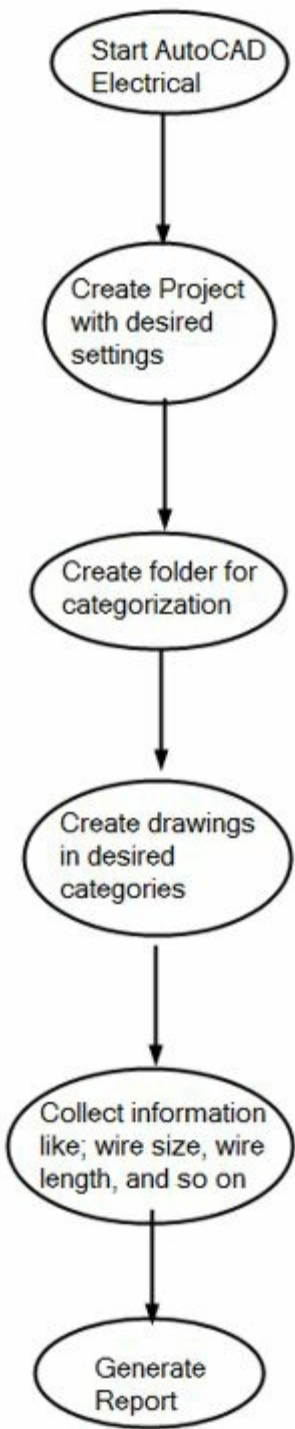 Start AutoCAD
Electrical
Create Project
with desired
settings
Create folder for
categorization
Create drawings
in desired
categories
Collect information
like; wire size, wire
length, and so on
Generate
Report